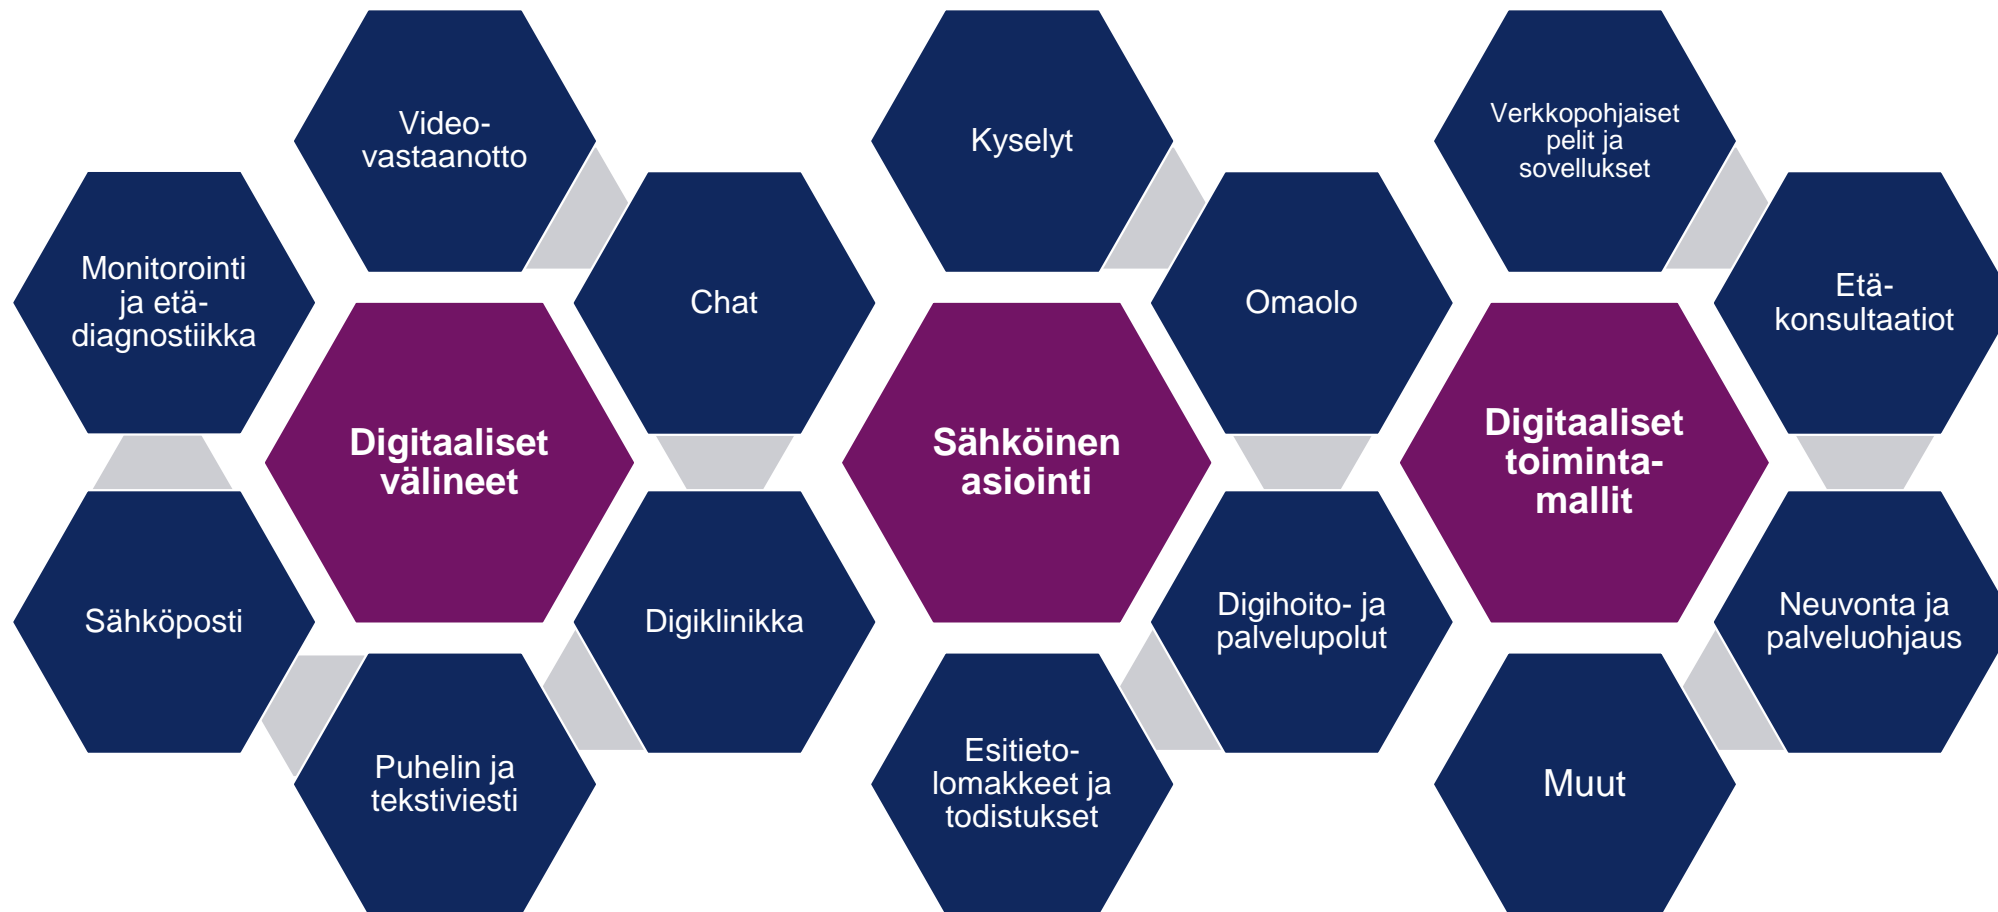 Video-
vastaanotto
Monitorointi
ja etä-
diagnostiikka
Chat
Digitaaliset
välineet
Sähköposti
Digiklinikka
Puhelin ja
tekstiviesti
Kyselyt
Omaolo
Sähköinen
asiointi
Digihoito- ja
palvelupolut
Esitieto-
lomakkeet ja
todistukset
Verkkopohjaiset
pelit ja
sovellukset
Etä-
konsultaatiot
Digitaaliset
toiminta-
mallit
Neuvonta ja
palveluohjaus
Muut